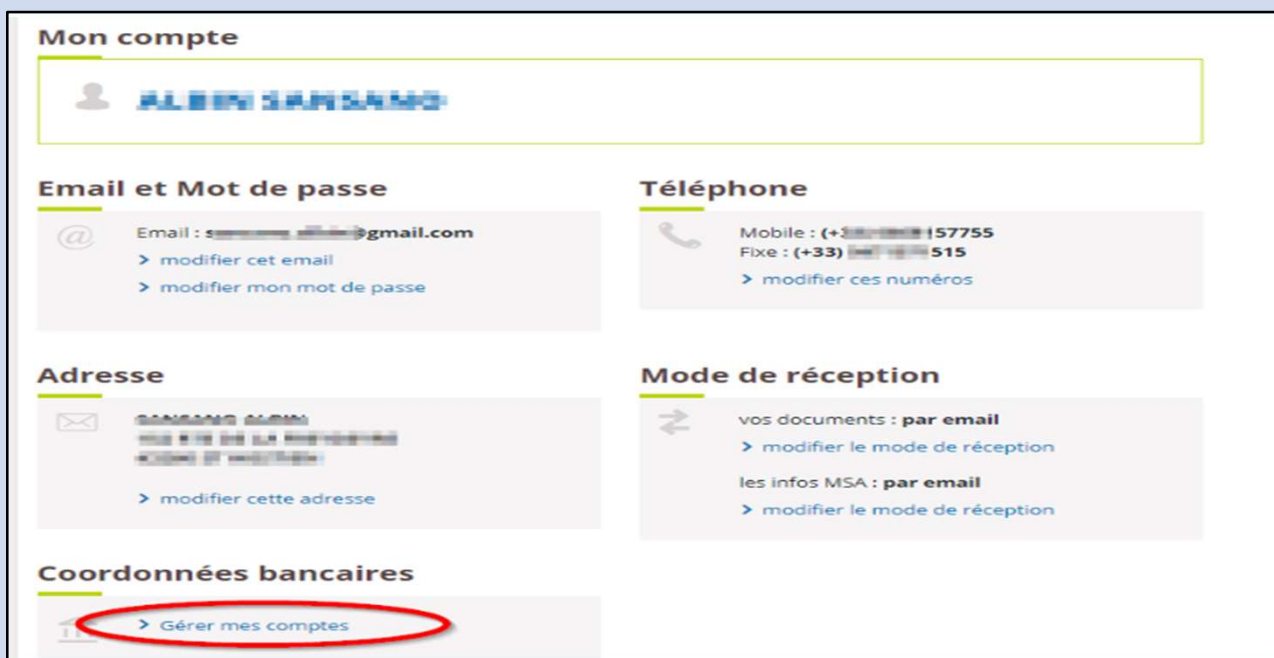 Mon compte
Email et Mot de passe
Email : s @gmail.com
> modifier cet email
> modifier mon mot de passe
Téléphone
Mobile : (+ 157755
Fixe : (+33) 515
> modifier ces numéros
Adresse
> modifier cette adresse
Mode de réception
vos documents : par email
> modifier le mode de réception
les infos MSA : par email
> modifier le mode de réception
Coordonnées bancaires
> Gérer mes comptes